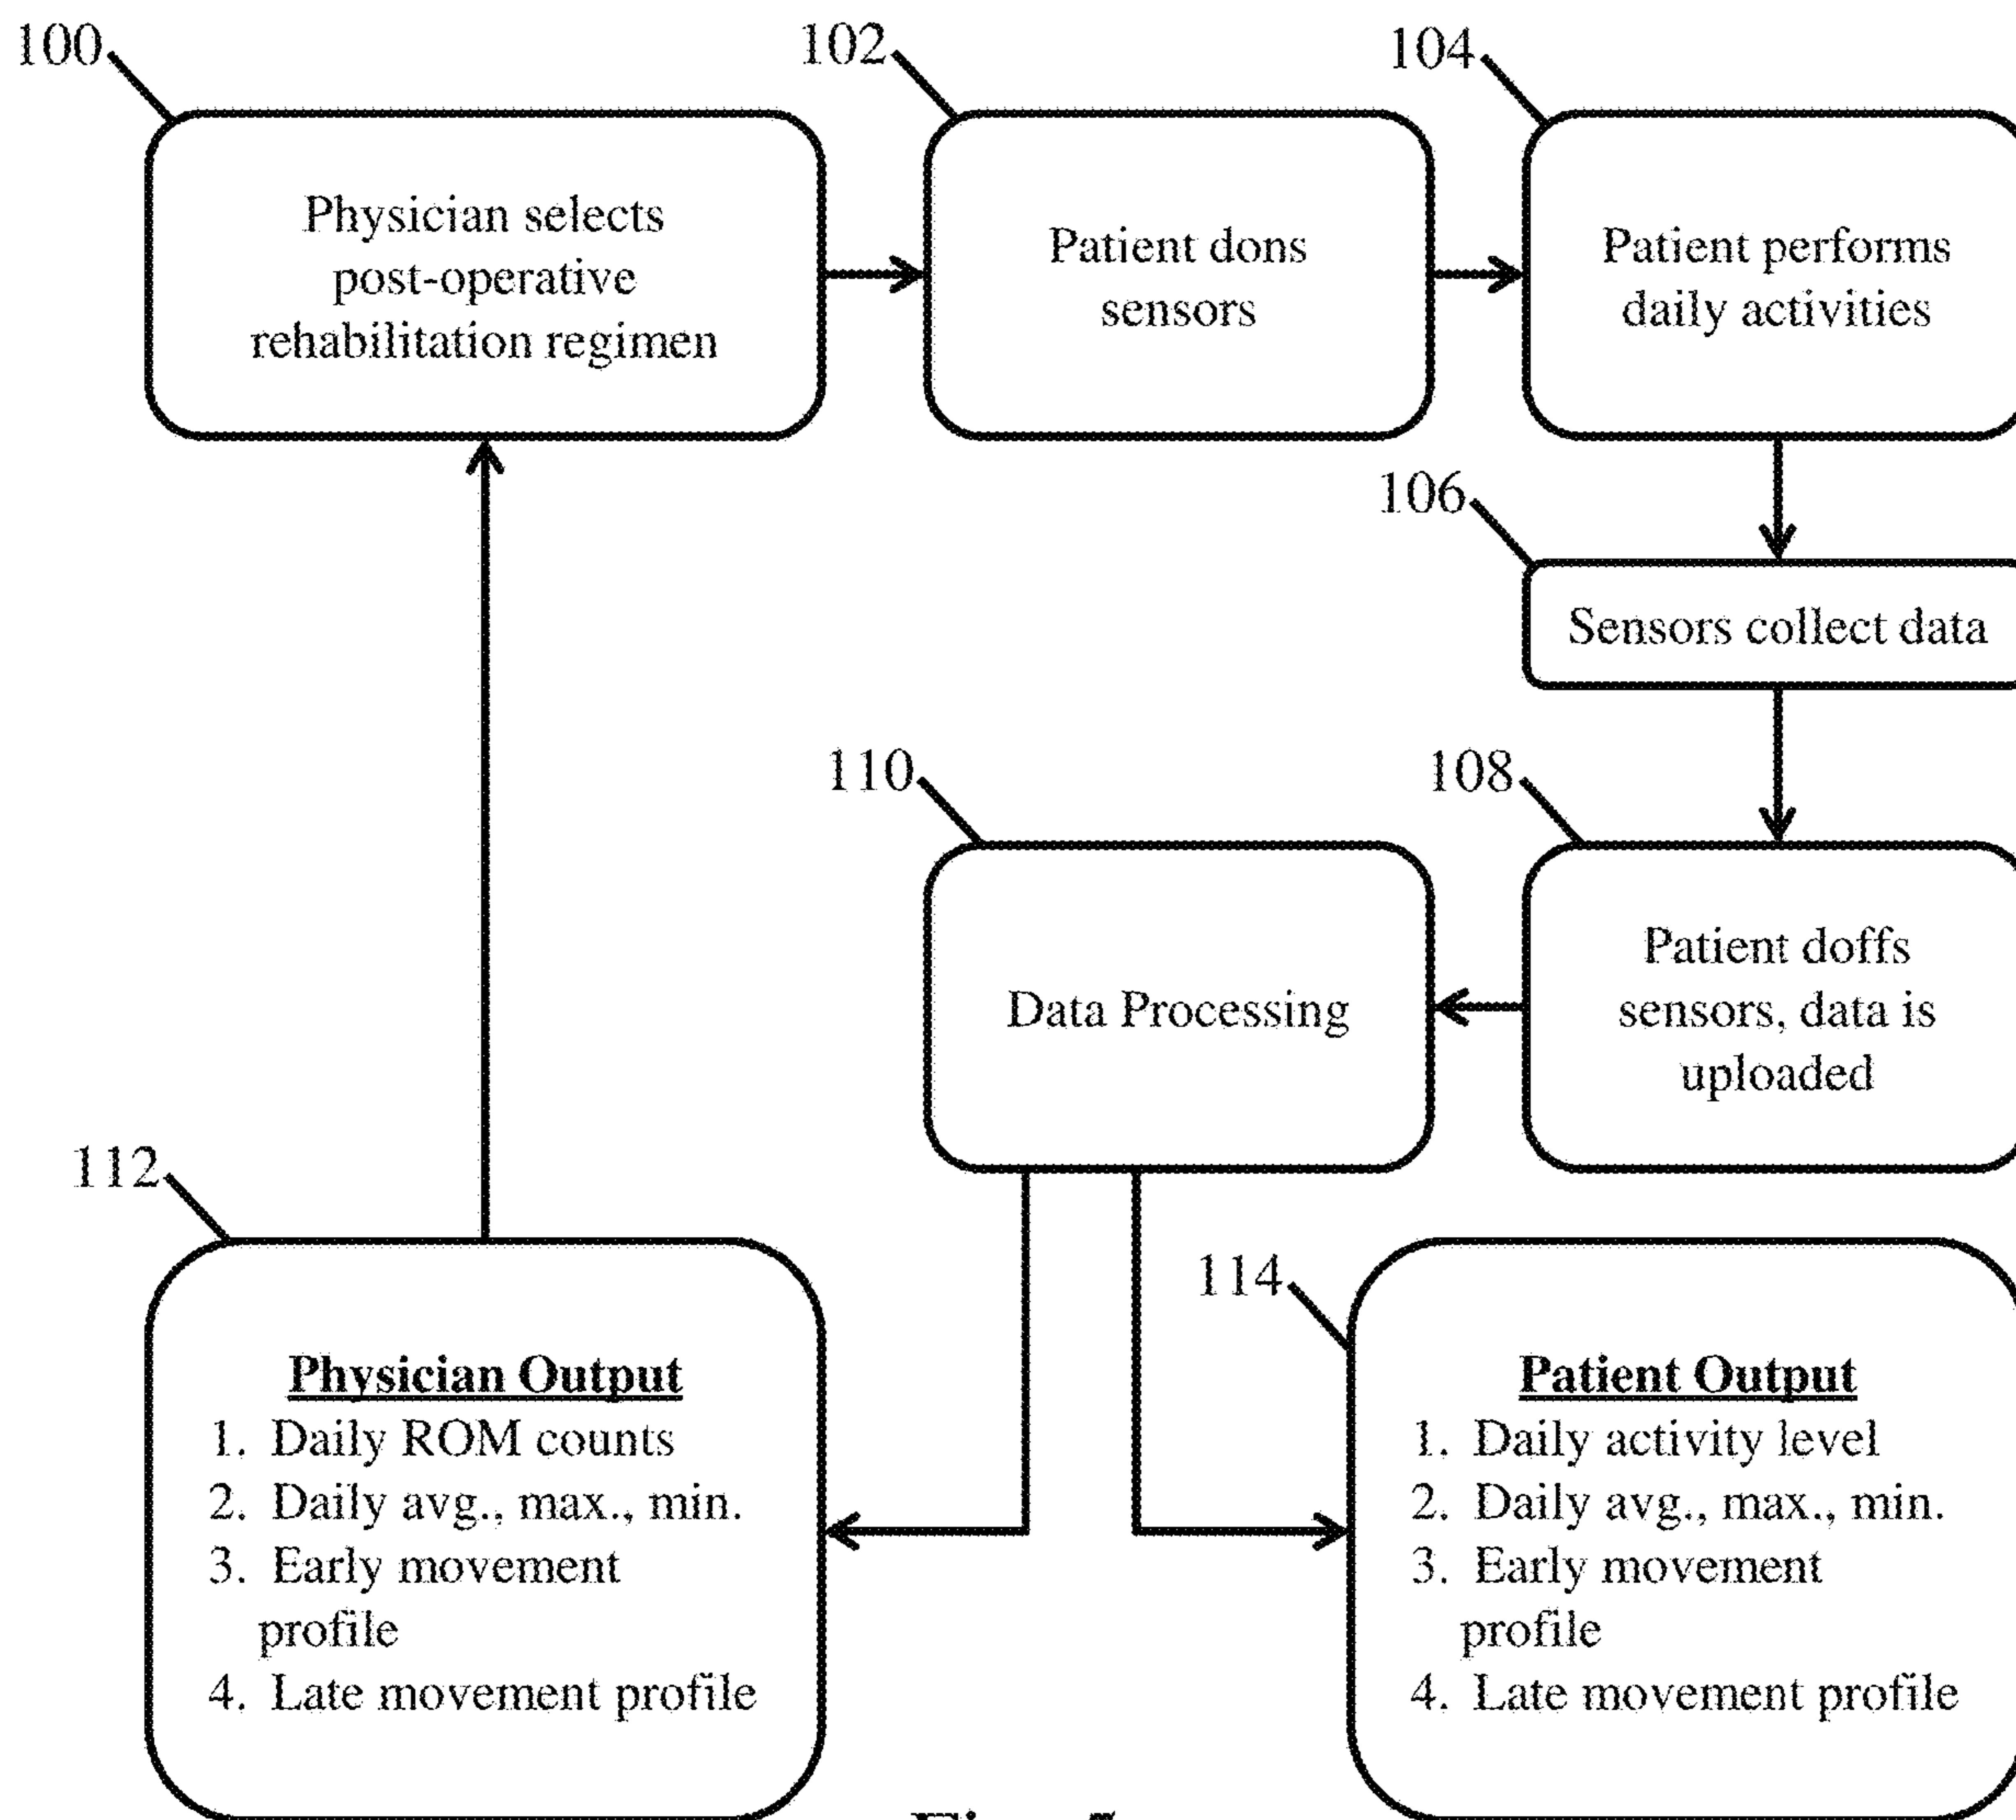 100
102
104
Physician selects
post-operative
rehabilitation regimen
Patient dons
sensors
Patient performs
daily activities
106
Sensors collect data
110
108
Data Processing
Patient doffs
sensors, data is
uploaded
112
114
Physician Output
1. Daily ROM counts
2. Daily avg., max., min.
3. Early movement
profile
4. Late movement profile
Patient Output
1. Daily activity level
2. Daily avg., max., min.
3. Early movement
profile
4. Late movement profile